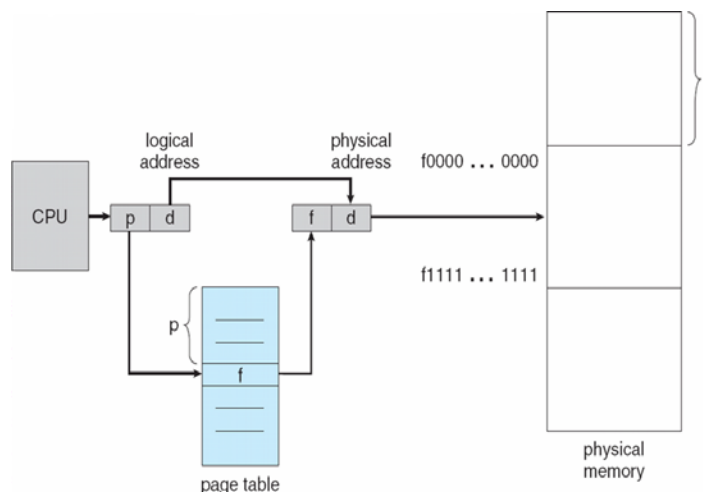 logical
address
physical
address
f0000 ... 0000
CPU
p
d
f
d
f1111 ... 1111
p
f
physical
memory
page table